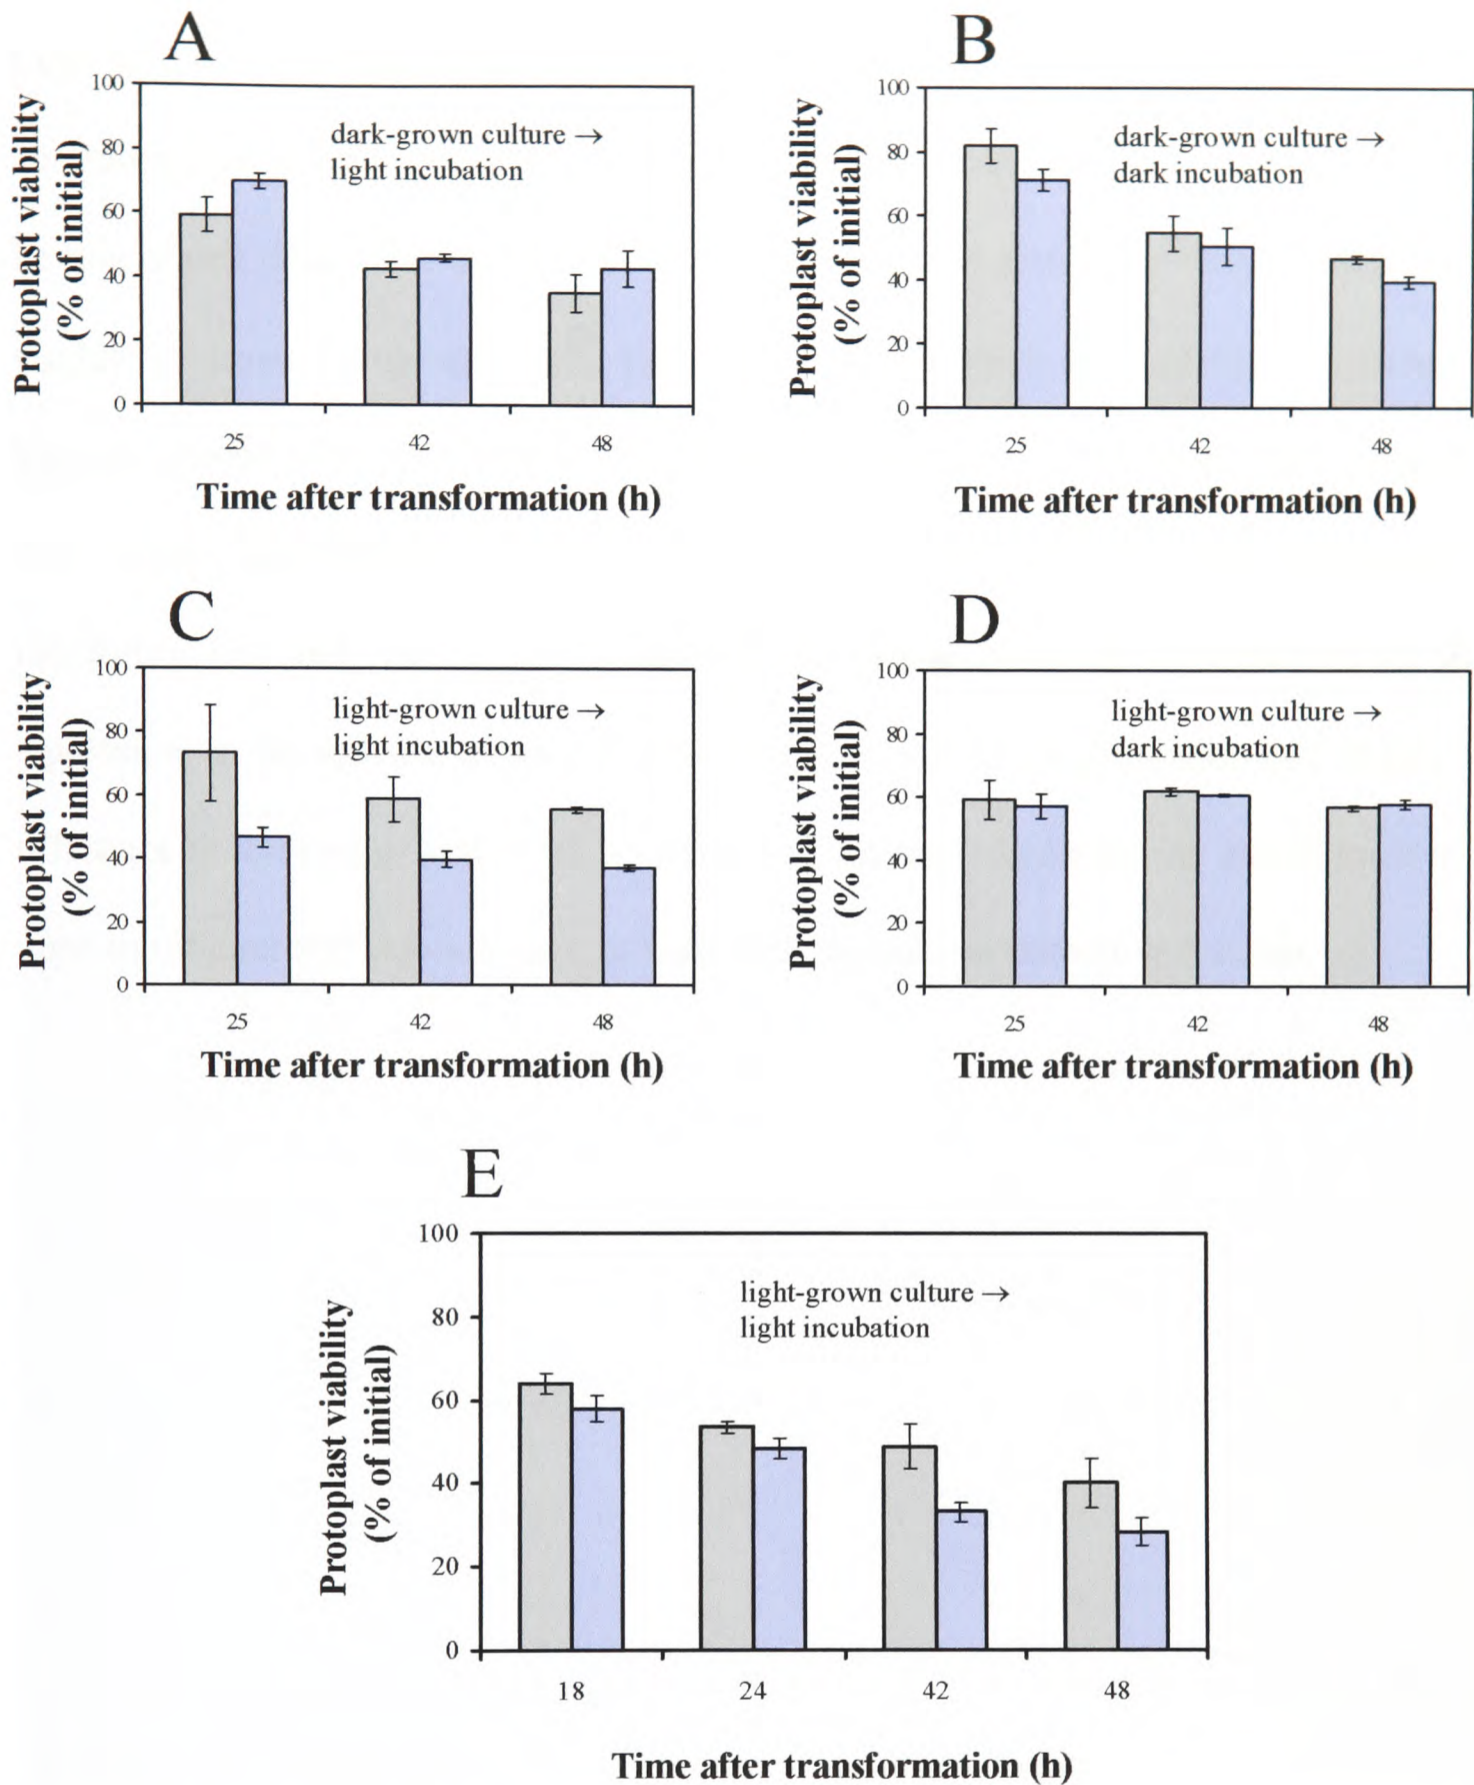 A
Protoplast viability
(% of initial)
100
80
60
40
20
0
dark-grown culture →
light incubation
25 42 48
Time after transformation (h)
B
Protoplast viability
(% of initial)
100
80
60
40
20
0
dark-grown culture →
dark incubation
25 42 48
Time after transformation (h)
C
Protoplast viability
(% of initial)
100
80
60
40
20
0
light-grown culture →
light incubation
25 42 48
Time after transformation (h)
D
Protoplast viability
(% of initial)
100
80
60
40
20
0
light-grown culture →
dark incubation
25 42 48
Time after transformation (h)
E
Protoplast viability
(% of initial)
100
80
60
40
20
0
light-grown culture →
light incubation
18 24 42 48
Time after transformation (h)